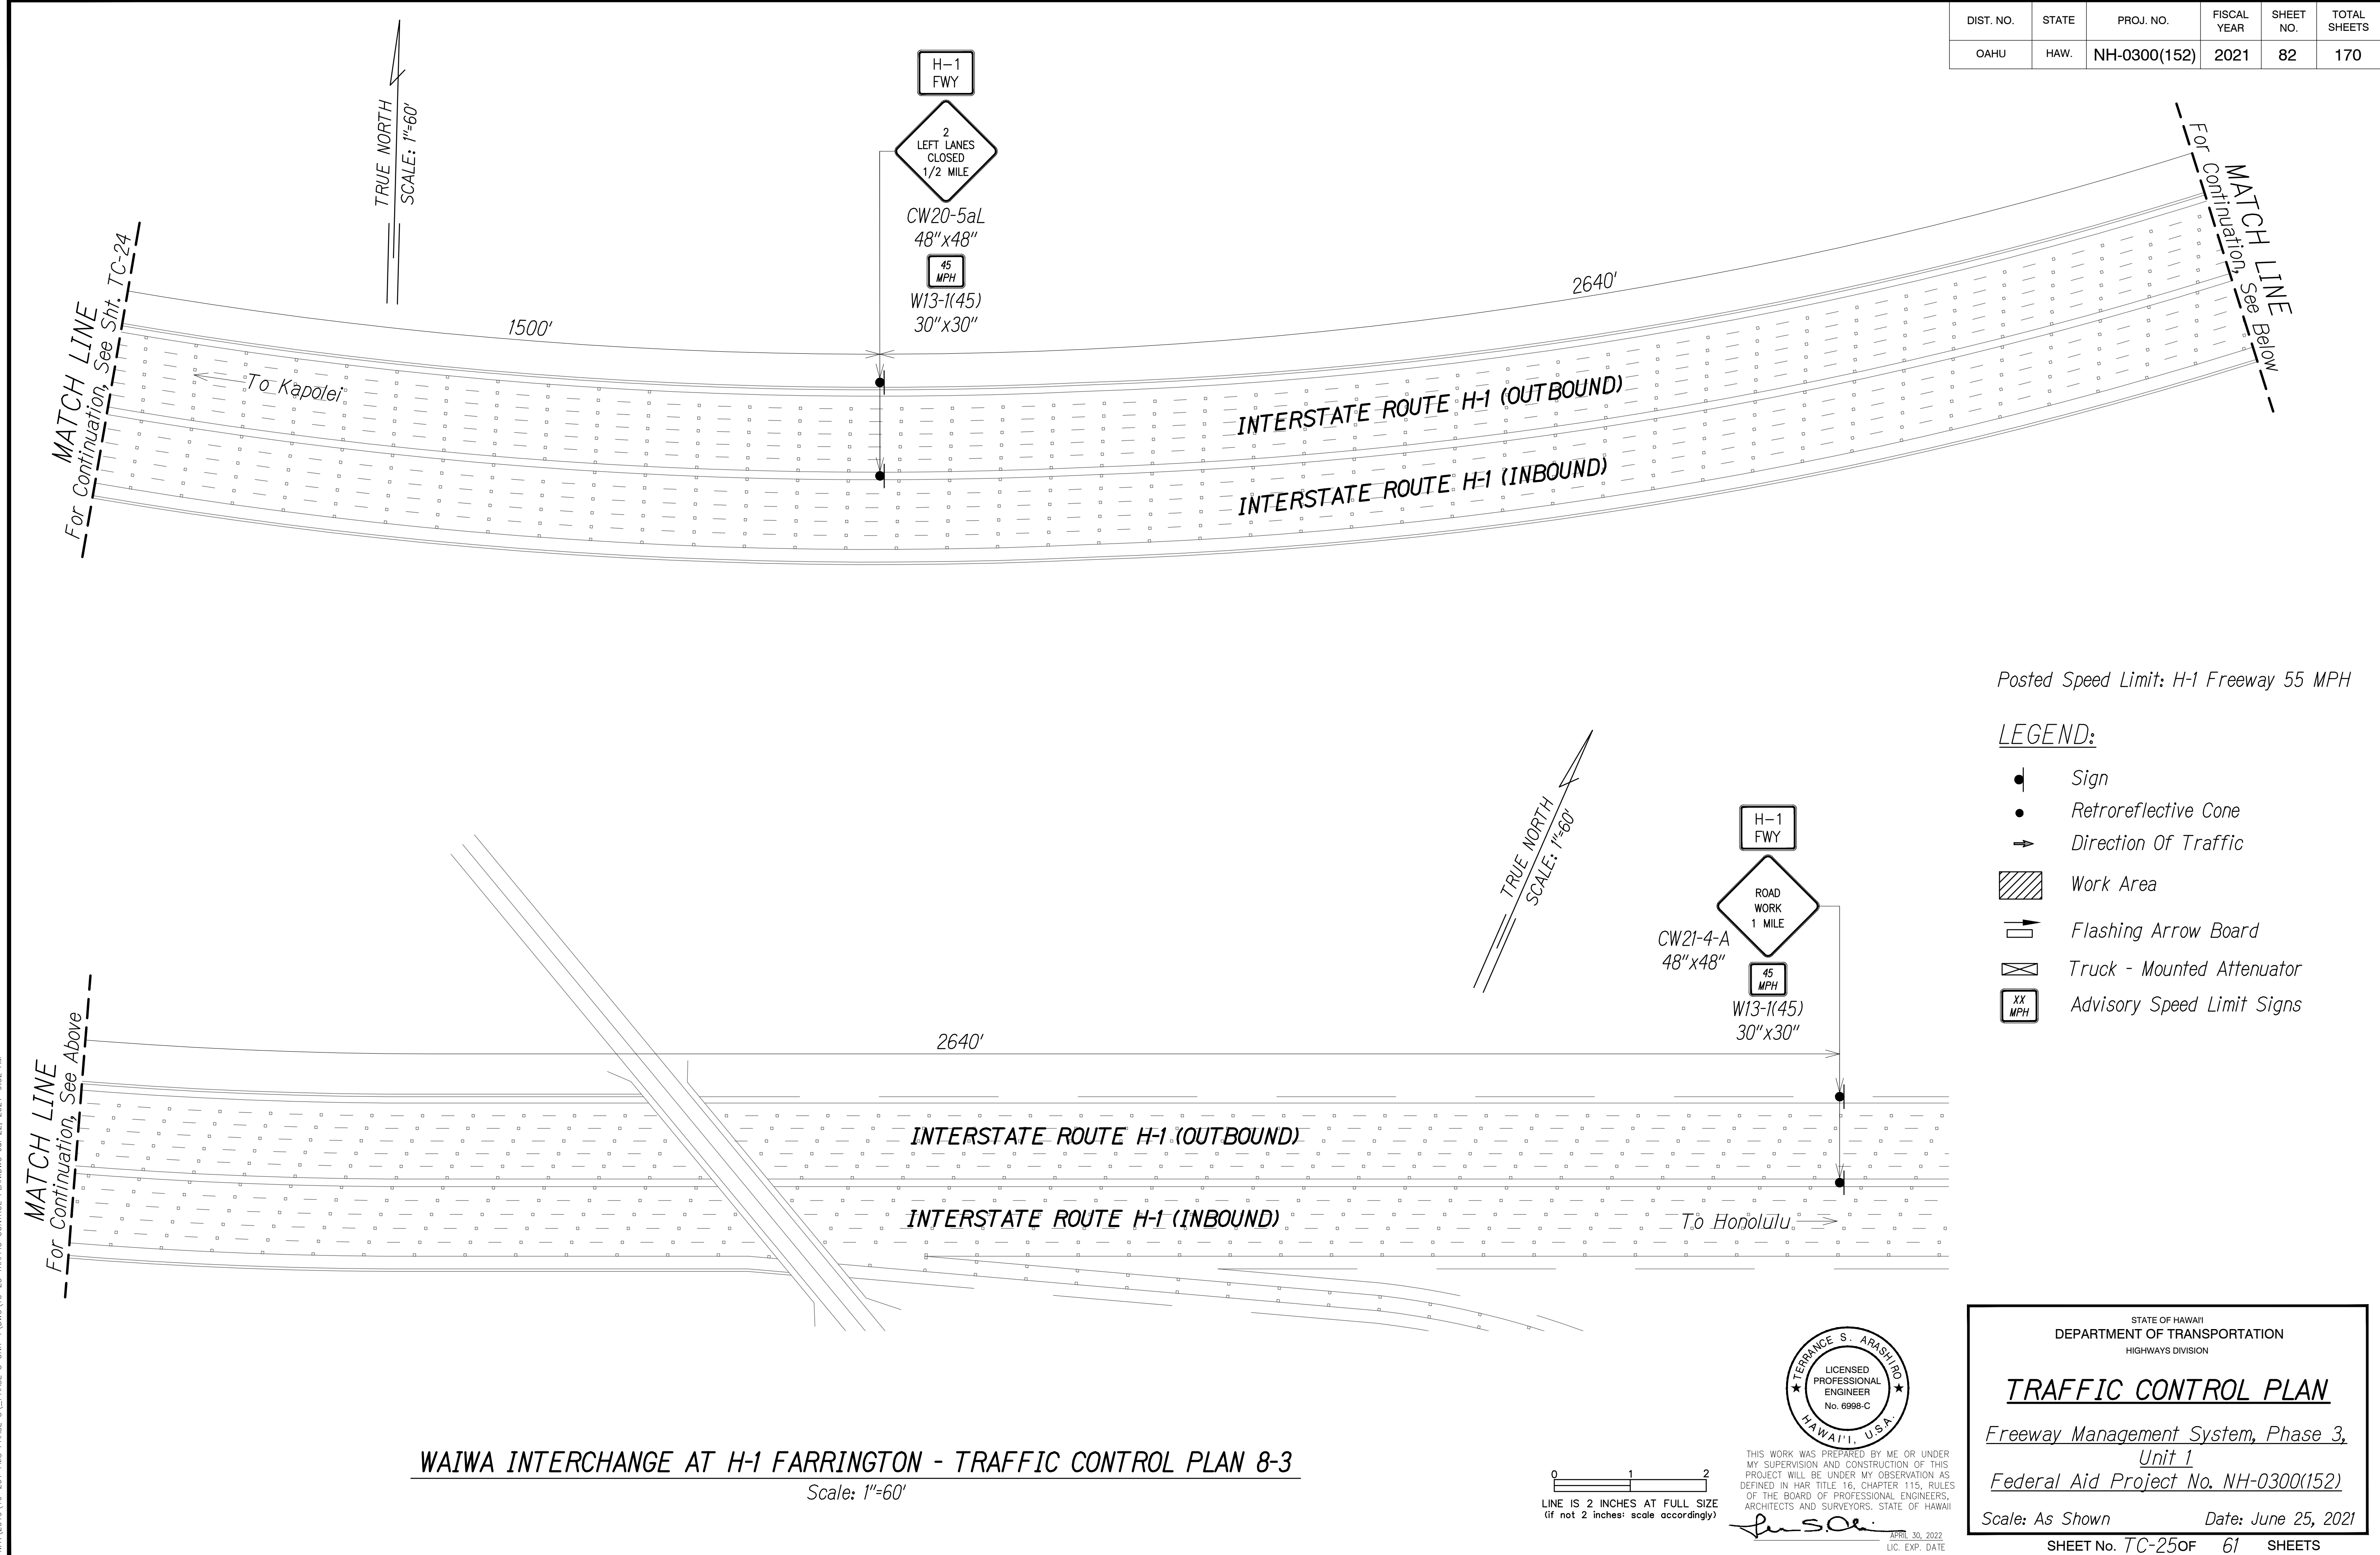 DIST. NO.
STATE
PROJ. NO.
FISCAL
YEAR
SHEET
NO.
TOTAL
SHEETS
OAHU
HAW.
NH-0300(152)
2021
82
170
TRUE NORTH
SCALE: 1"=60'
H-1
FWY
2
LEFT LANES
CLOSED
1/2 MILE
CW20-5aL
48"x48"
45
MPH
W13-1(45)
30"x30"
MATCH LINE
For Continuation, See Sht. TC-24
1500'
2640'
MATCH LINE
For Continuation, See Below
To Kapolei
INTERSTATE ROUTE H-1 (OUTBOUND)
INTERSTATE ROUTE H-1 (INBOUND)
Posted Speed Limit: H-1 Freeway 55 MPH
LEGEND:
Sign
Retroreflective Cone
Direction Of Traffic
Work Area
Flashing Arrow Board
Truck - Mounted Attenuator
XX
MPH
Advisory Speed Limit Signs
TRUE NORTH
SCALE: 1"=60'
H-1
FWY
ROAD
WORK
1 MILE
CW21-4-A
48"x48"
45
MPH
W13-1(45)
30"x30"
MATCH LINE
For Continuation, See Above
2640'
INTERSTATE ROUTE H-1 (OUTBOUND)
INTERSTATE ROUTE H-1 (INBOUND)
To Honolulu
WAIWA INTERCHANGE AT H-1 FARRINGTON - TRAFFIC CONTROL PLAN 8-3
Scale: 1"=60'
0 1 2
LINE IS 2 INCHES AT FULL SIZE
(if not 2 inches: scale accordingly)
TERRANCE S. ARASHIRO
LICENSED
PROFESSIONAL
ENGINEER
No. 6998-C
HAWAI'I, U.S.A.
THIS WORK WAS PREPARED BY ME OR UNDER
MY SUPERVISION AND CONSTRUCTION OF THIS
PROJECT WILL BE UNDER MY OBSERVATION AS
DEFINED IN HAR TITLE 16, CHAPTER 115, RULES
OF THE BOARD OF PROFESSIONAL ENGINEERS,
ARCHITECTS AND SURVEYORS. STATE OF HAWAII
APRIL 30, 2022
LIC. EXP. DATE
STATE OF HAWAI'I
DEPARTMENT OF TRANSPORTATION
HIGHWAYS DIVISION
TRAFFIC CONTROL PLAN
Freeway Management System, Phase 3,
Unit 1
Federal Aid Project No. NH-0300(152)
Scale: As Shown
Date: June 25, 2021
SHEET No. TC-25 OF 61 SHEETS